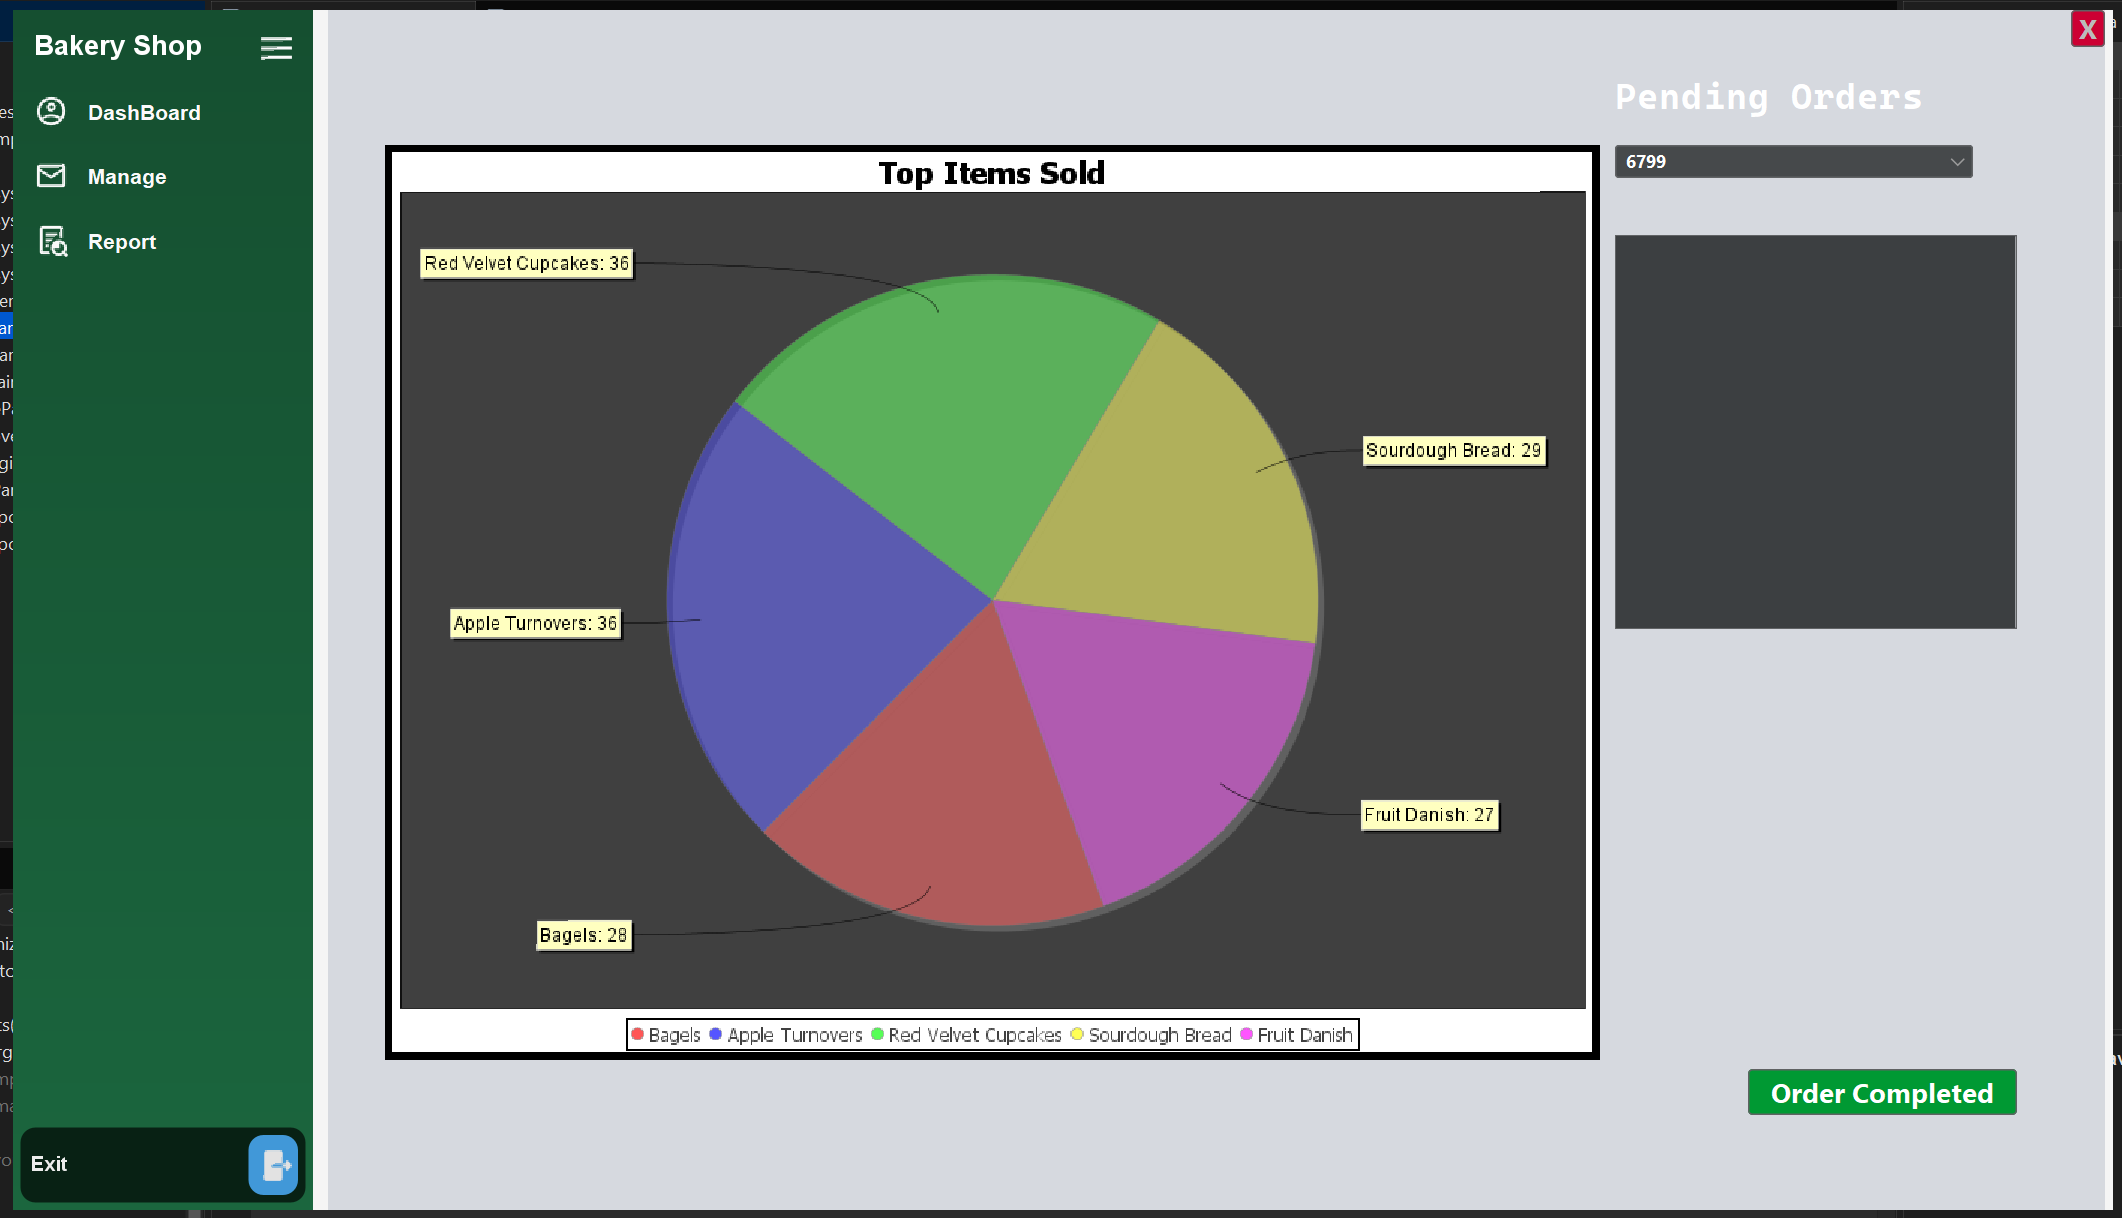 Bakery Shop
DashBoard
Manage
Report
Exit
X
Pending Orders
6799
Top Items Sold
Red Velvet Cupcakes: 36
Sourdough Bread: 29
Apple Turnovers: 36
Fruit Danish: 27
Bagels: 28
Bagels Apple Turnovers Red Velvet Cupcakes Sourdough Bread Fruit Danish
Order Completed